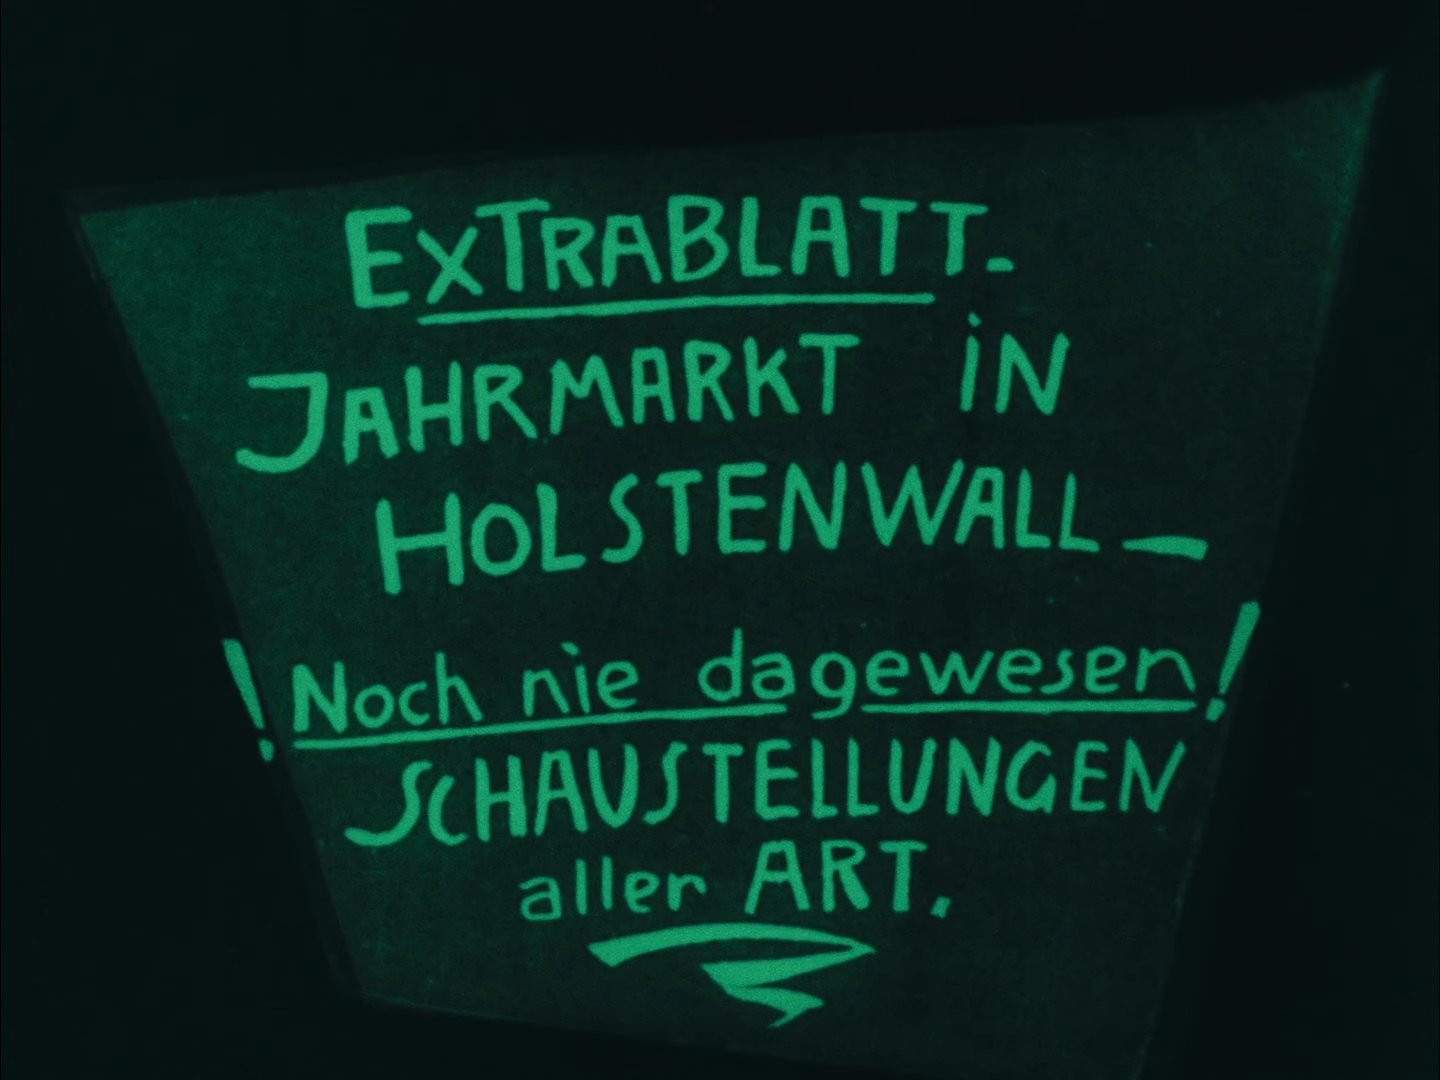 EXTRABLATT-
JAHRMARKT iN
HOLSTENWALL—
! Noch nie dagewesen!
SCHAUSTELLUNGEN
aller ART.